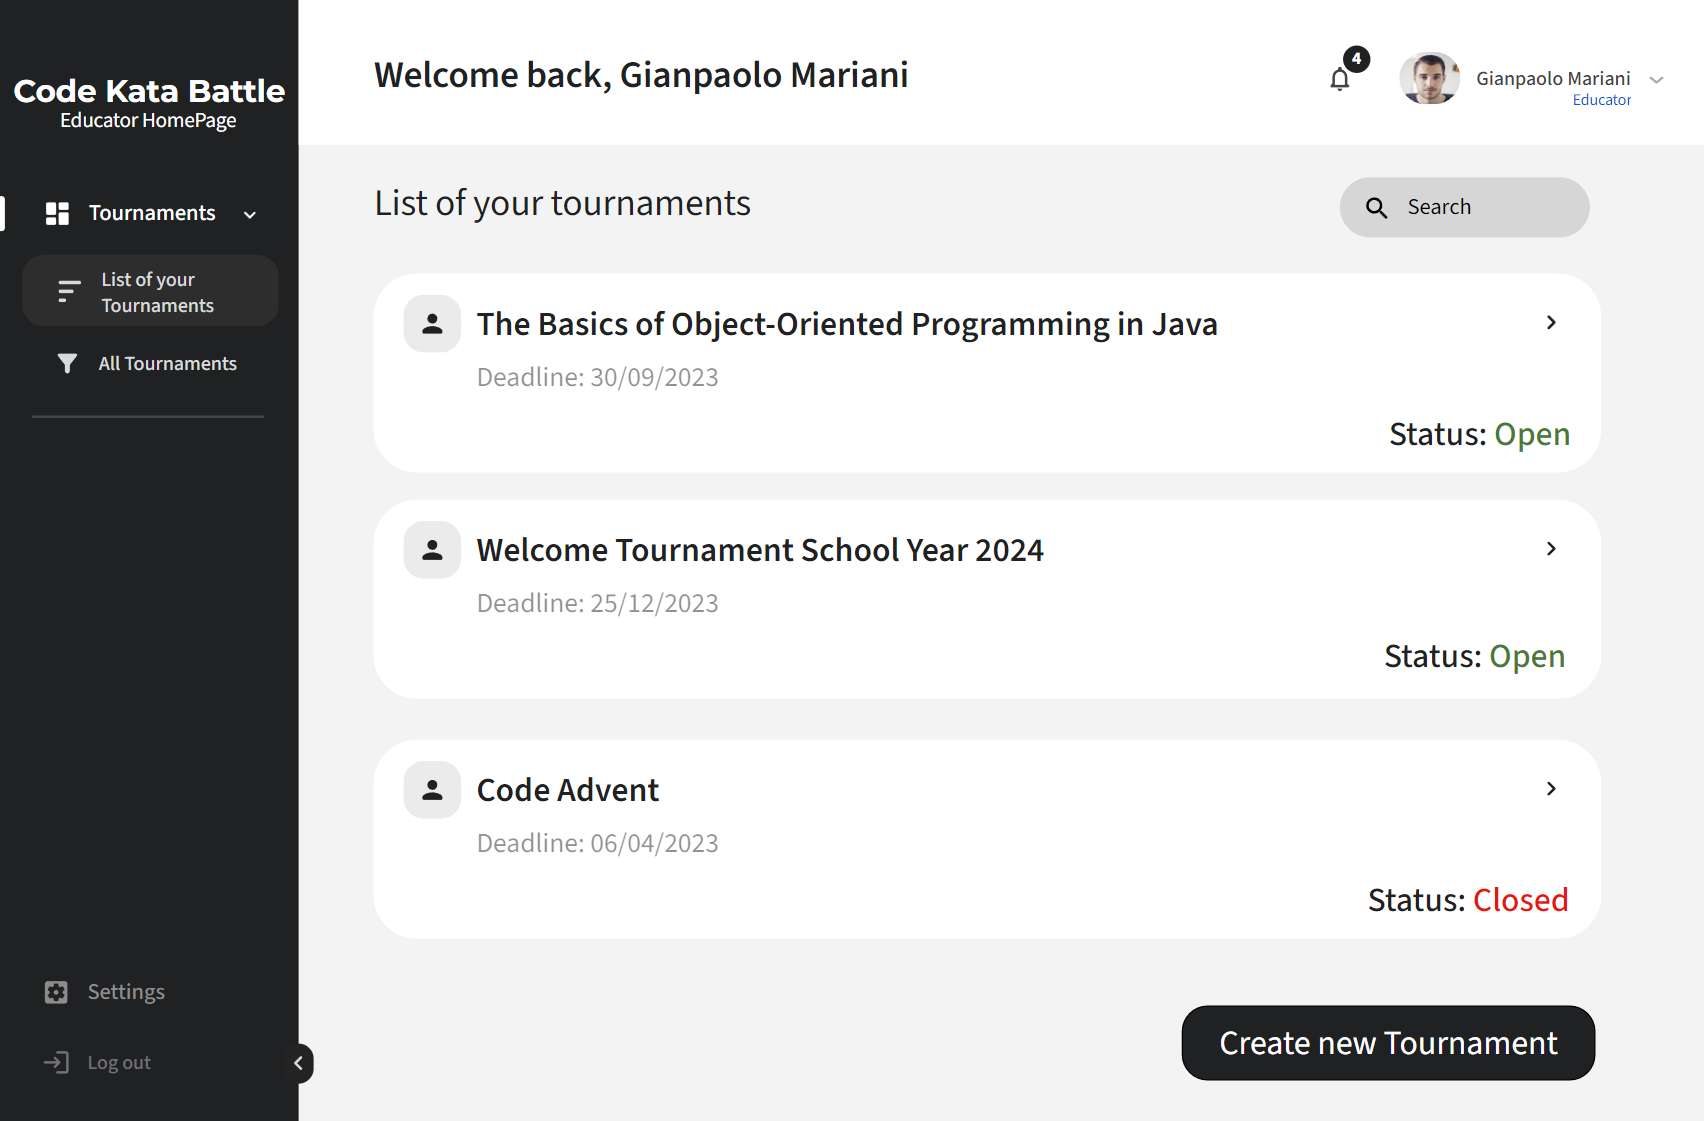 Code Kata Battle
Educator HomePage
Tournaments
List of your
Tournaments
All Tournaments
Settings
Log out
Welcome back, Gianpaolo Mariani
4
Gianpaolo Mariani
Educator
List of your tournaments
Search
The Basics of Object-Oriented Programming in Java
Deadline: 30/09/2023
Status: Open
Welcome Tournament School Year 2024
Deadline: 25/12/2023
Status: Open
Code Advent
Deadline: 06/04/2023
Status: Closed
Create new Tournament